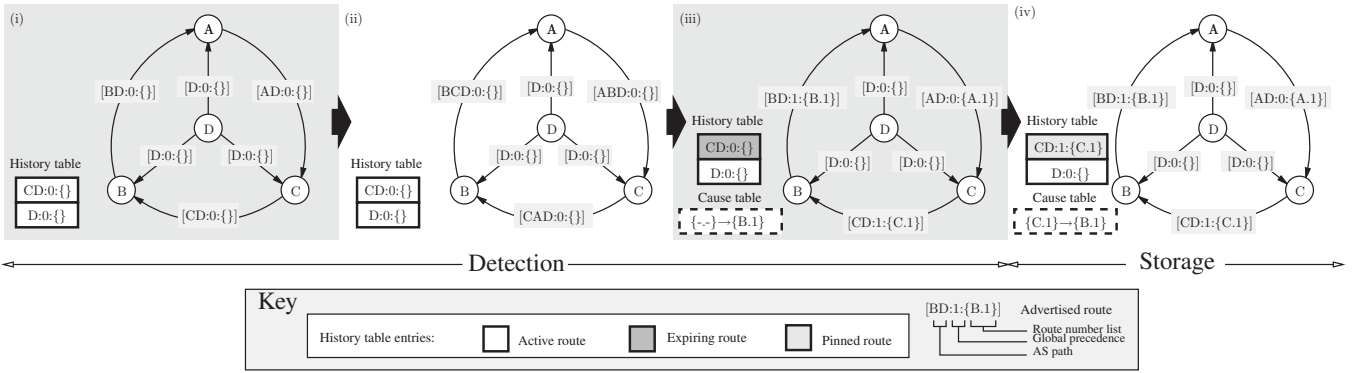 (i)
A
[BD:0:{}]
[D:0:{}]
[AD:0:{}]
D
[D:0:{}]
[D:0:{}]
History table
CD:0:{}
D:0:{}
B
C
[CD:0:{}]
(ii)
A
[BCD:0:{}]
[D:0:{}]
[ABD:0:{}]
D
[D:0:{}]
[D:0:{}]
History table
CD:0:{}
D:0:{}
B
C
[CAD:0:{}]
(iii)
A
[BD:1:{B.1}]
[D:0:{}]
[AD:0:{A.1}]
History table
CD:0:{}
D:0:{}
D
[D:0:{}]
[D:0:{}]
B
C
Cause table
{-.-}→{B.1}
[CD:1:{C.1}]
(iv)
A
[BD:1:{B.1}]
[D:0:{}]
[AD:0:{A.1}]
History table
CD:1:{C.1}
D:0:{}
D
[D:0:{}]
[D:0:{}]
B
C
Cause table
{C.1}→{B.1}
[CD:1:{C.1}]
Detection
Storage
Key
History table entries:
Active route
Expiring route
Pinned route
[BD:1:{B.1}]
Advertised route
Route number list
Global precedence
AS path